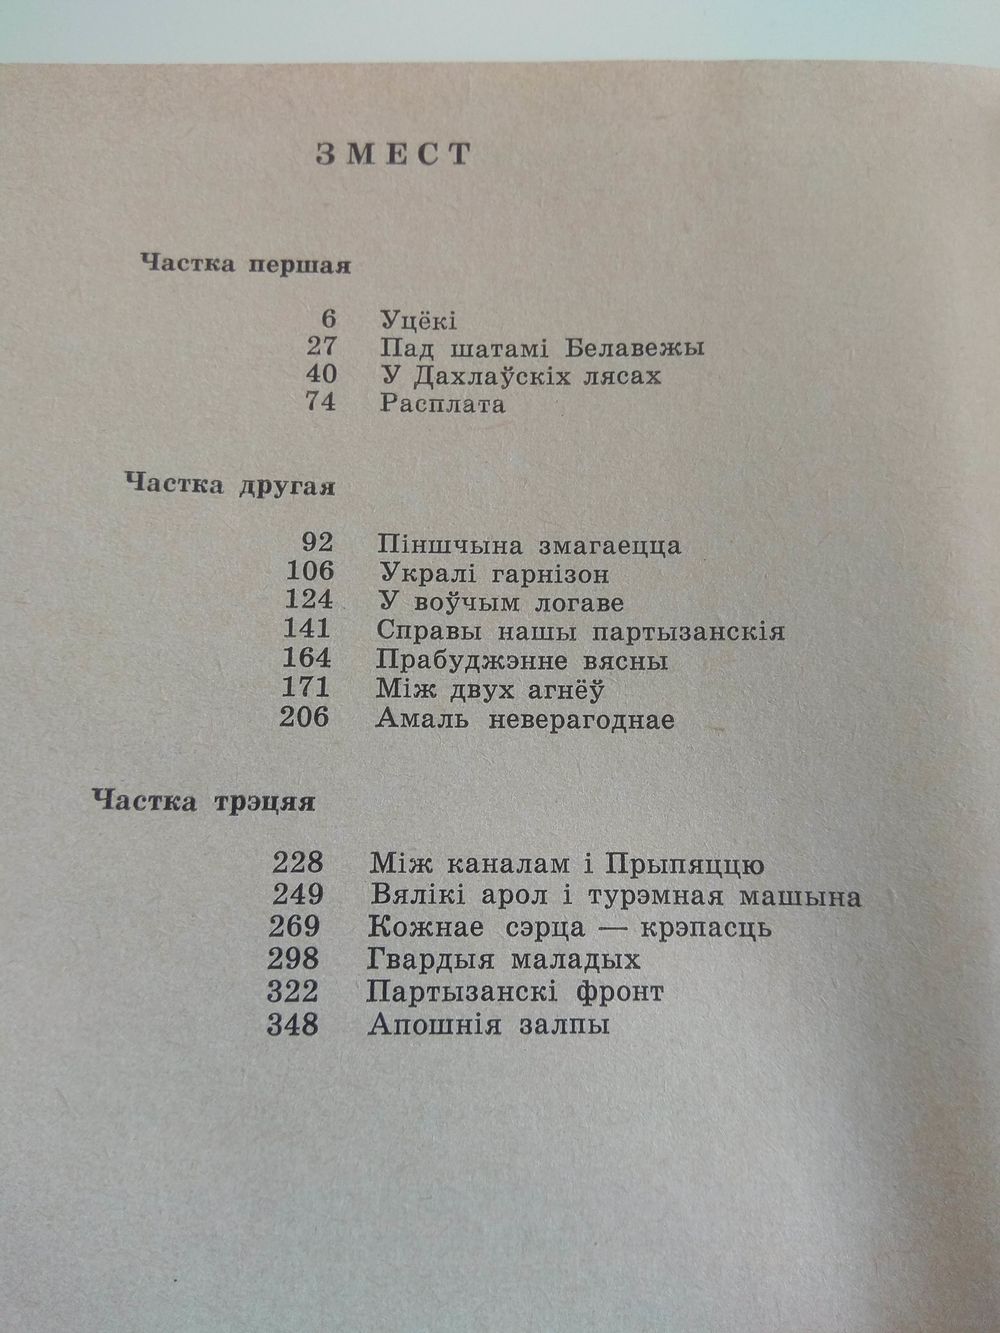 ЗМЕСТ
Частка першая
6 Уцёкі
27 Пад шатамі Белавежы
40 У Дахлаўскіх лясах
74 Расплата
Частка другая
92 Піншчына змагаецца
106 Укралі гарнізон
124 У воўчым логаве
141 Справы нашы партызанскія
164 Прабуджэнне вясны
171 Між двух агнёў
206 Амаль неверагоднае
Частка трэцяя
228 Між каналам і Прыпяццю
249 Вялікі арол і турэмная машына
269 Кожнае сэрца — крэпасць
298 Гвардыя маладых
322 Партызанскі фронт
348 Апошнія залпы